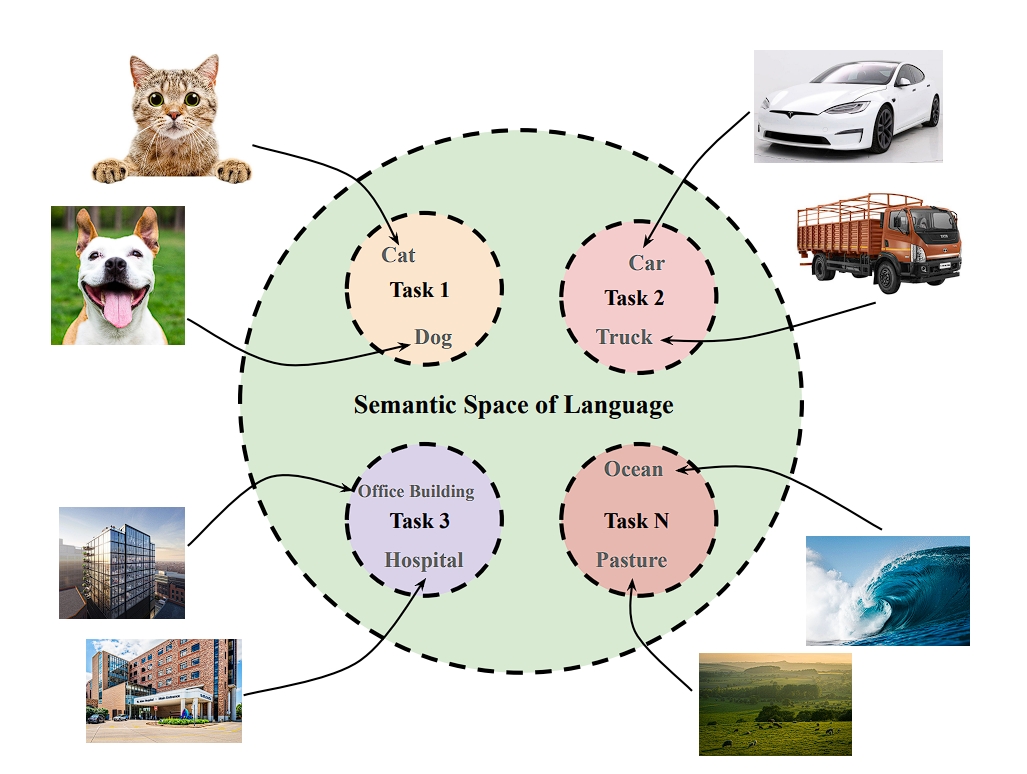 Cat
Task 1
Dog
Car
Task 2
Truck
Semantic Space of Language
Office Building
Task 3
Hospital
Ocean
Task N
Pasture